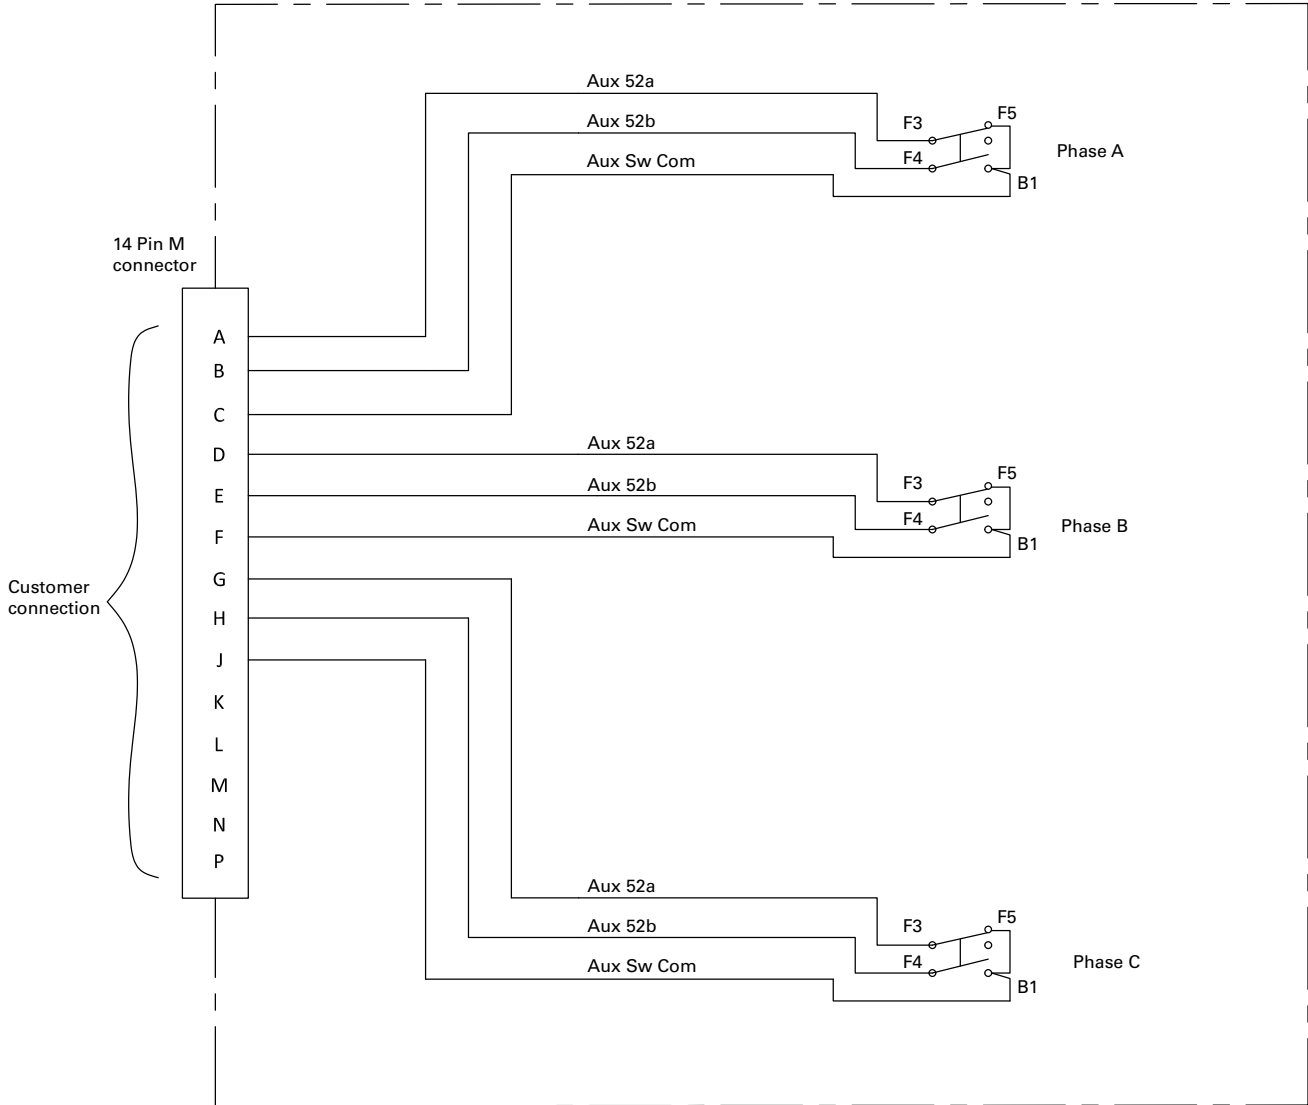 Aux 52a
Aux 52b
Aux Sw Com
F3
F4
F5
B1
Phase A
14 Pin M
connector
A
B
C
D
E
F
G
H
J
K
L
M
N
P
Customer
connection
Aux 52a
Aux 52b
Aux Sw Com
F3
F4
F5
B1
Phase B
Aux 52a
Aux 52b
Aux Sw Com
F3
F4
F5
B1
Phase C